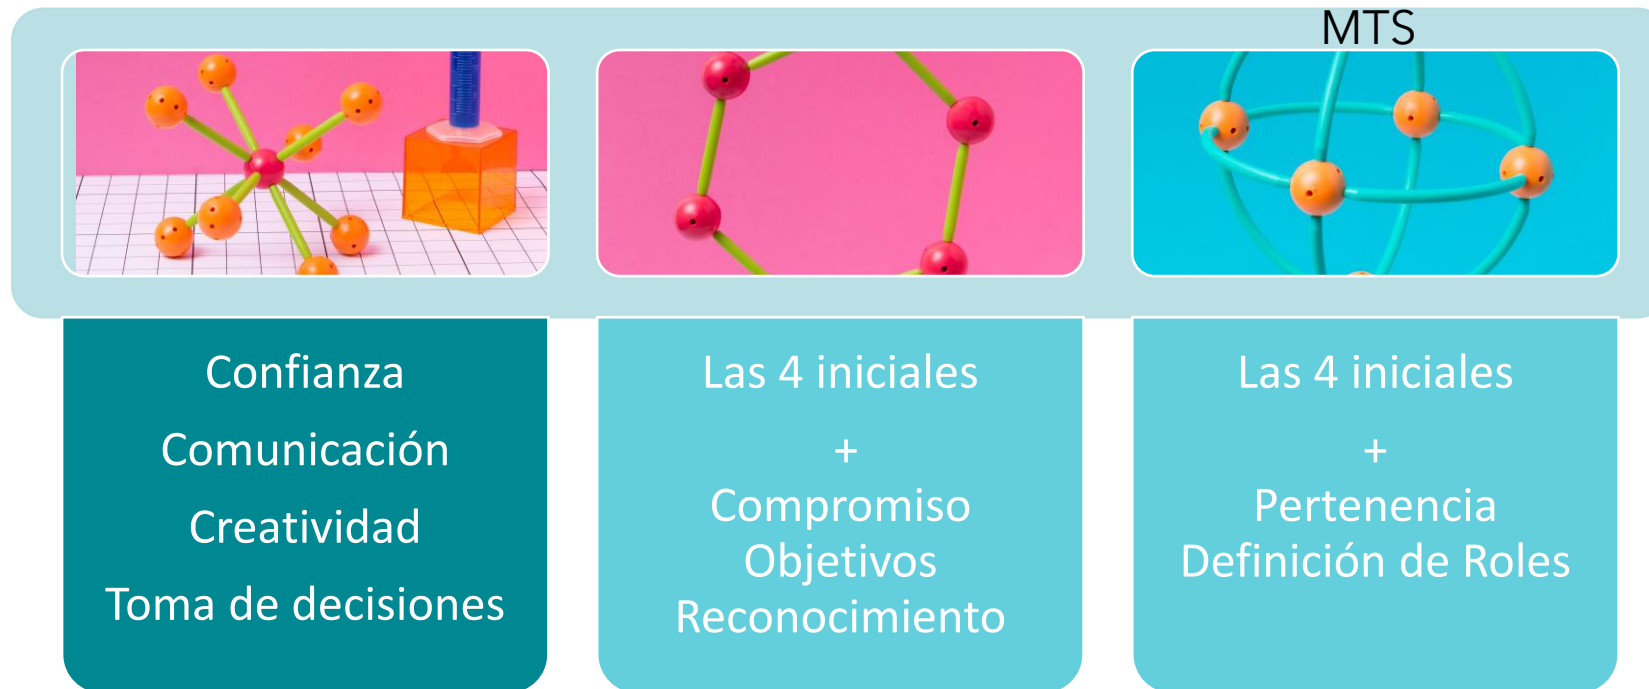 MTS
Confianza
Comunicación
Creatividad
Toma de decisiones
Las 4 iniciales
+
Compromiso
Objetivos
Reconocimiento
Las 4 iniciales
+
Pertenencia
Definición de Roles